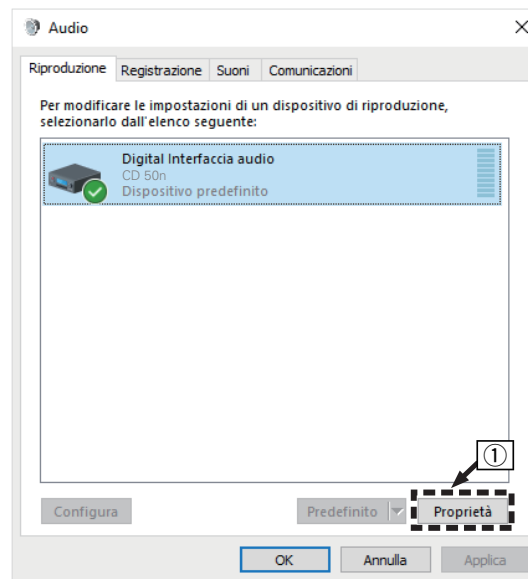 Audio
Riproduzione Registrazione Suoni Comunicazioni
Per modificare le impostazioni di un dispositivo di riproduzione,
selezionarlo dall'elenco seguente:
Digital Interfaccia audio
CD 50n
Dispositivo predefinito
①
Configura Predefinito Proprietà
OK Annulla Applica